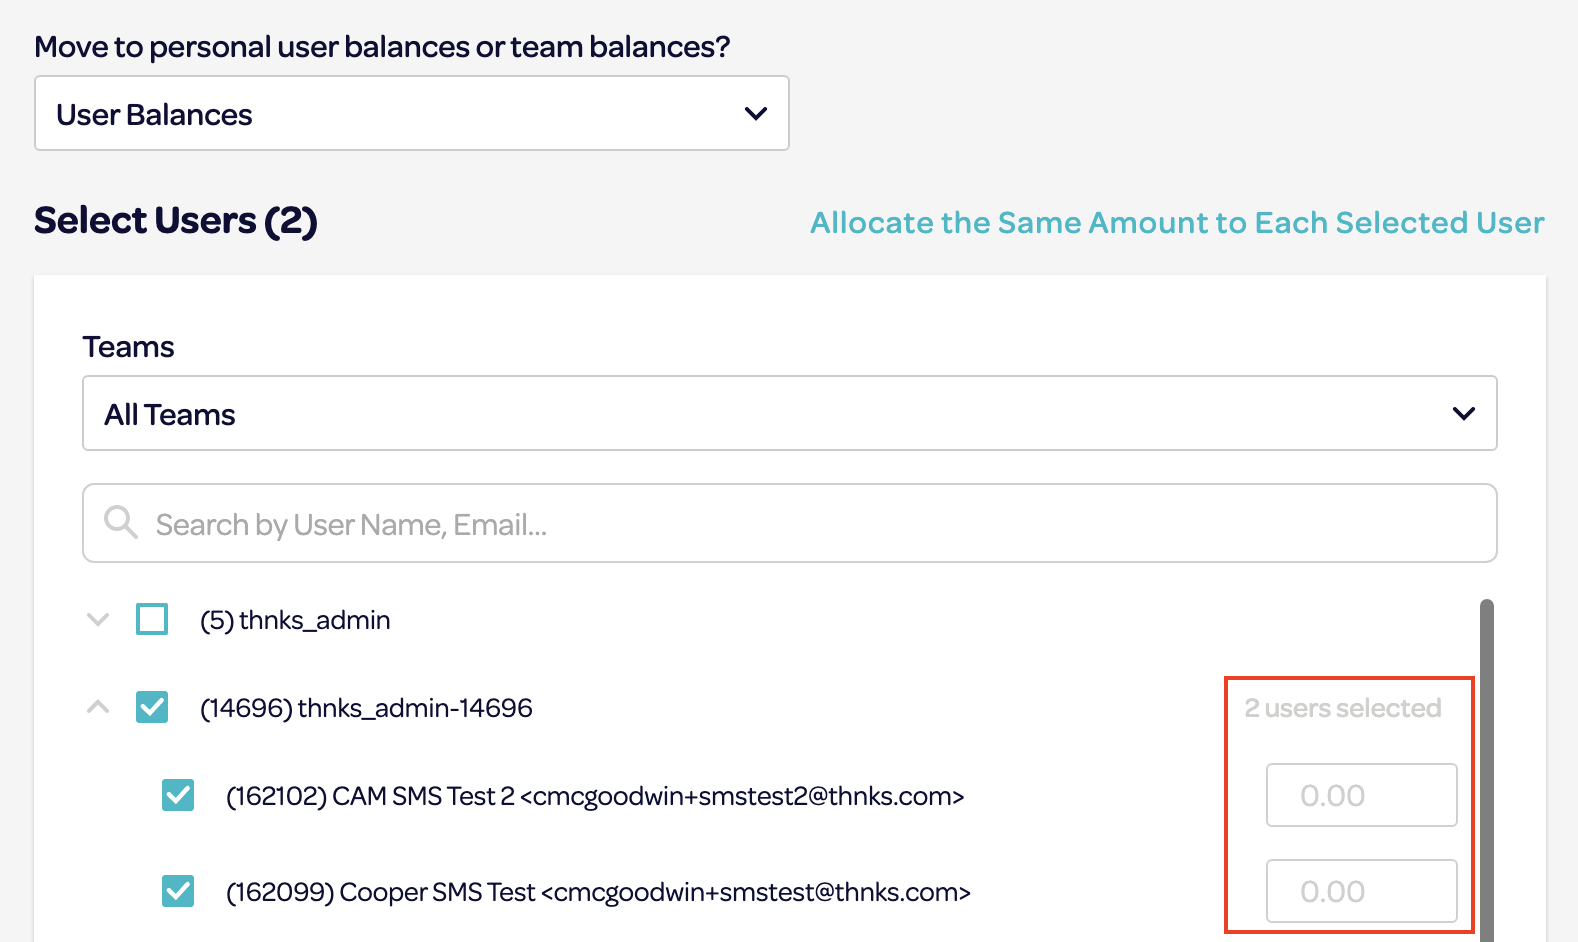 Move to personal user balances or team balances?
User Balances
Select Users (2)
Allocate the Same Amount to Each Selected User
Teams
All Teams
Search by User Name, Email...
(5) thnks_admin
(14696) thnks_admin-14696
2 users selected
(162102) CAM SMS Test 2 <cmcgoodwin+smstest2@thnks.com>
0.00
(162099) Cooper SMS Test <cmcgoodwin+smstest@thnks.com>
0.00